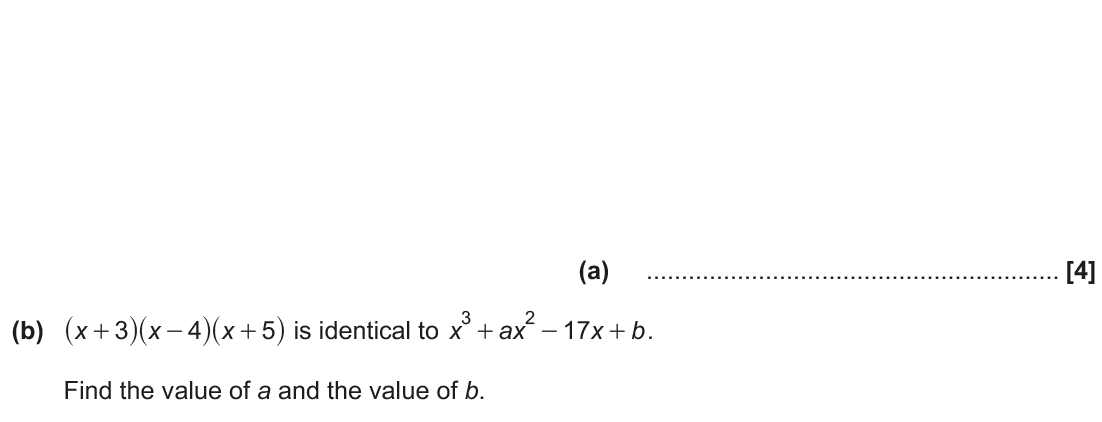 (a) ........................................................... [4]
(b) (x + 3)(x − 4)(x + 5) is identical to x³ + ax² − 17x + b.
Find the value of a and the value of b.